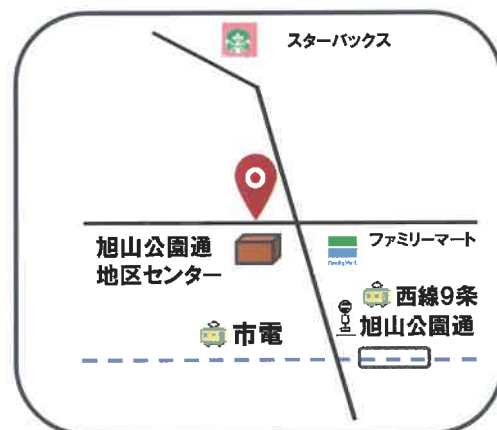 スターバックス
旭山公園通
地区センター
ファミリーマート
FamilyMart
西線9条
旭山公園通
市電